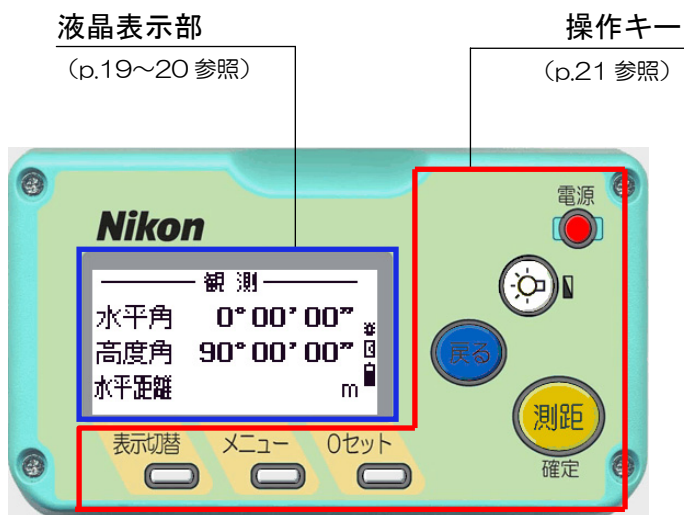 液晶表示部
（p.19～20 参照）
操作キー
（p.21 参照）
電源
Nikon
観 測
水平角 0°00'00"
高度角 90°00'00"
水平距離 m
戻る
測距
確定
表示切替 メニュー 0セット